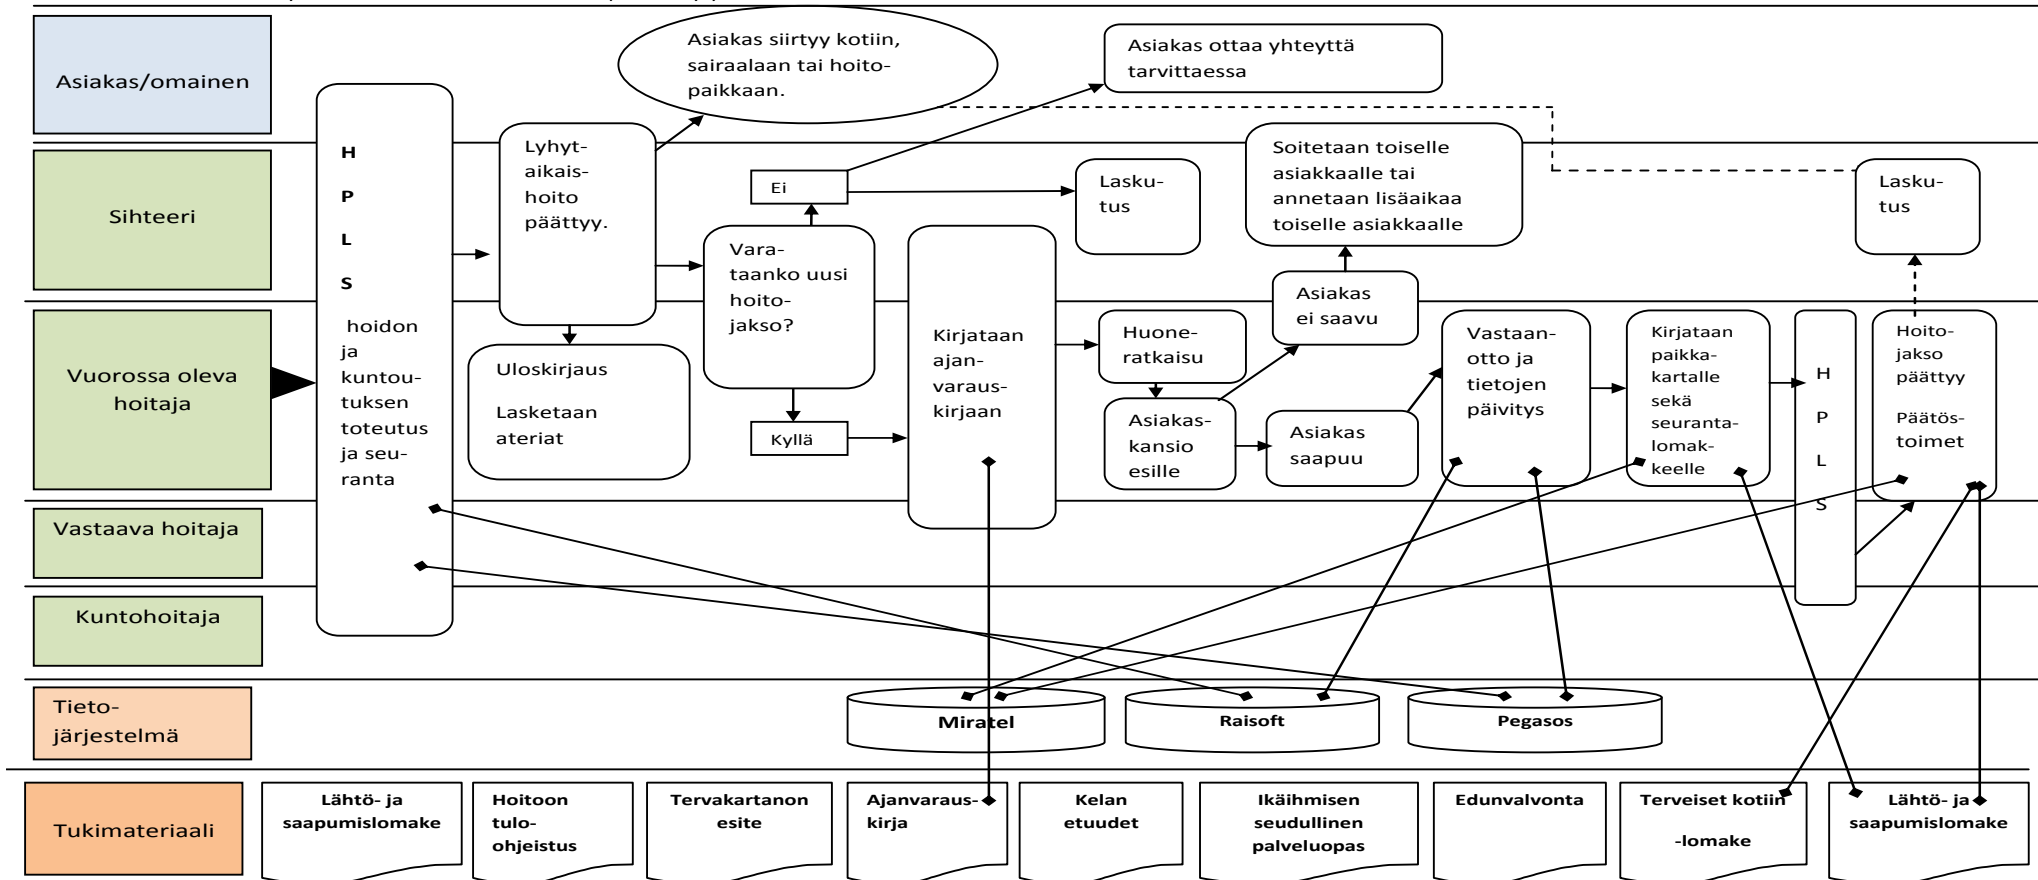 Asiakas/omainen
Sihteeri
Vuorossa oleva
hoitaja
Vastaava hoitaja
Kuntohoitaja
Tieto-
järjestelmä
Tukimateriaali
H
P
L
S
hoidon
ja
kuntou-
tuksen
toteutus
ja seu-
ranta
Lyhyt-
aikais-
hoito
päättyy.
Uloskirjaus
Lasketaan
ateriat
Asiakas siirtyy kotiin,
sairaalaan tai hoito-
paikkaan.
Vara-
taanko uusi
hoito-
jakso?
Ei
Kyllä
Asiakas ottaa yhteyttä
tarvittaessa
Lasku-
tus
Kirjataan
ajan-
varaus-
kirjaan
Huone-
ratkaisu
Asiakas-
kansio
esille
Asiakas
saapuu
Asiakas
ei saavu
Soitetaan toiselle
asiakkaalle tai
annetaan lisäaikaa
toiselle asiakkaalle
Vastaan-
otto ja
tietojen
päivitys
Kirjataan
paikka-
kartalle
sekä
seuranta-
lomak-
keelle
H
P
L
S
Hoito-
jakso
päättyy
Päätös-
toimet
Lasku-
tus
Miratel
Raisoft
Pegasos
Lähtö- ja
saapumislomake
Hoitoon
tulo-
ohjeistus
Tervakartanon
esite
Ajanvaraus-
kirja
Kelan
etuudet
Ikäihmisen
seudullinen
palveluopas
Edunvalvonta
Terveiset kotiin
-lomake
Lähtö- ja
saapumislomake